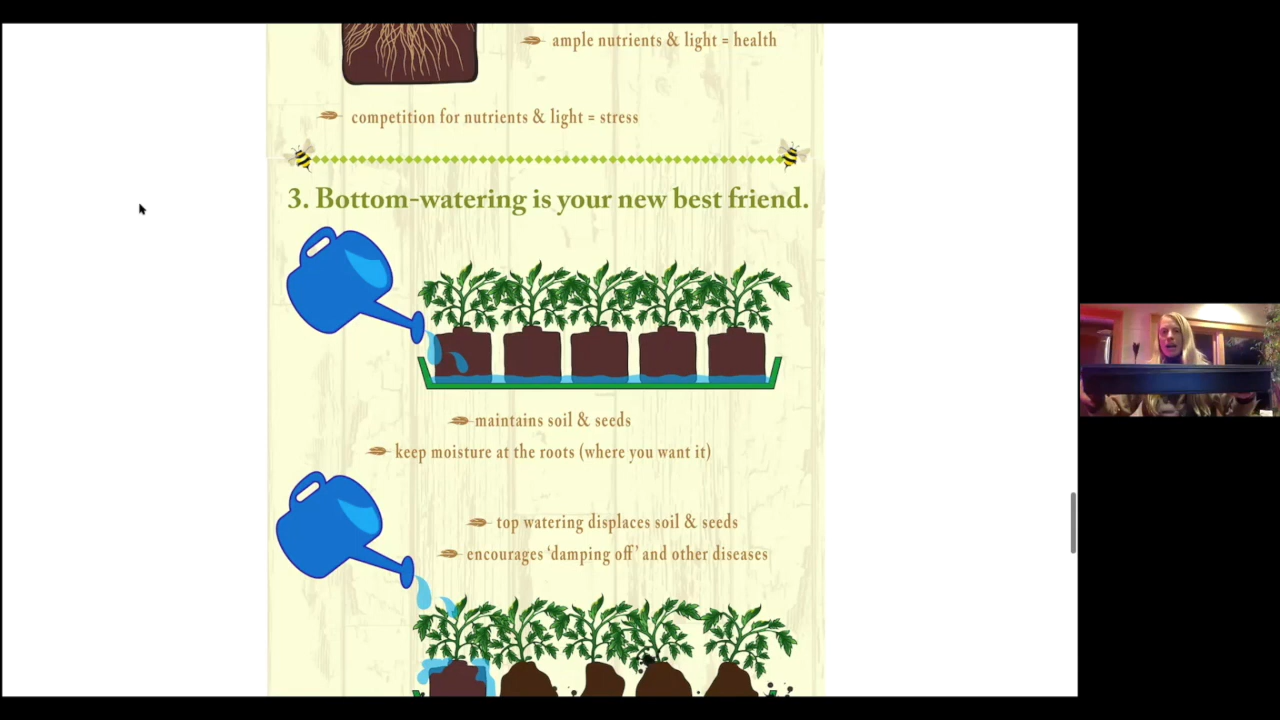 ample nutrients & light = health
competition for nutrients & light = stress
3. Bottom-watering is your new best friend.
maintains soil & seeds
keep moisture at the roots (where you want it)
top watering displaces soil & seeds
encourages ‘damping off’ and other diseases